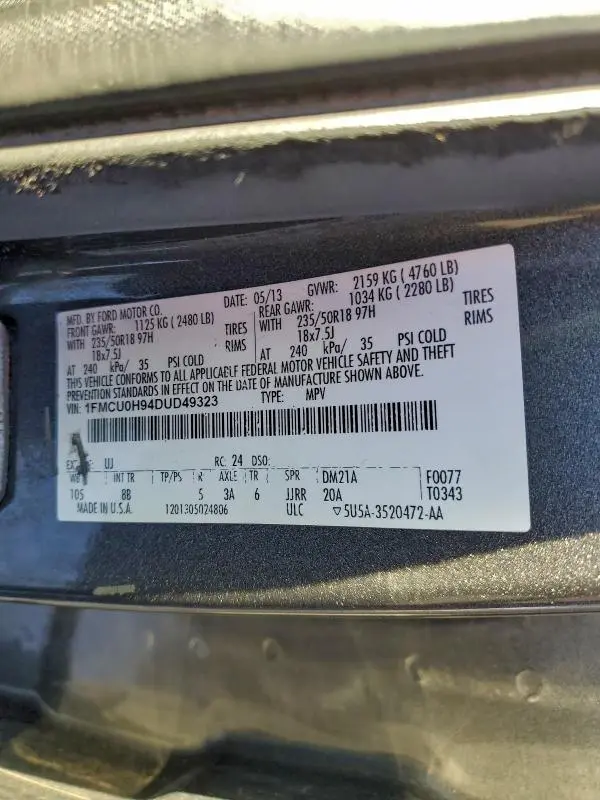 MFD. BY FORD MOTOR CO. DATE: 05/13 GVWR: 2159 KG ( 4760 LB)
FRONT GAWR: 1125 KG ( 2480 LB) REAR GAWR: 1034 KG ( 2280 LB)
WITH 235/50R18 97H TIRES WITH 235/50R18 97H TIRES
18x7.5J RIMS 18x7.5J RIMS
AT 240 kPa/ 35 PSI COLD AT 240 kPa/ 35 PSI COLD
THIS VEHICLE CONFORMS TO ALL APPLICABLE FEDERAL MOTOR VEHICLE SAFETY AND THEFT
PREVENTION STANDARDS IN EFFECT ON THE DATE OF MANUFACTURE SHOWN ABOVE.
VIN: 1FMCU0H94DUD49323 TYPE: MPV
UJ RC: 24 DSO:
WB INT TR TP/PS R AXLE TR SPR DM21A F0077
105 8B 5 3A 6 JJRR 20A T0343
MADE IN U.S.A. 1201305024806 ULC ▽5U5A-3520472-AA